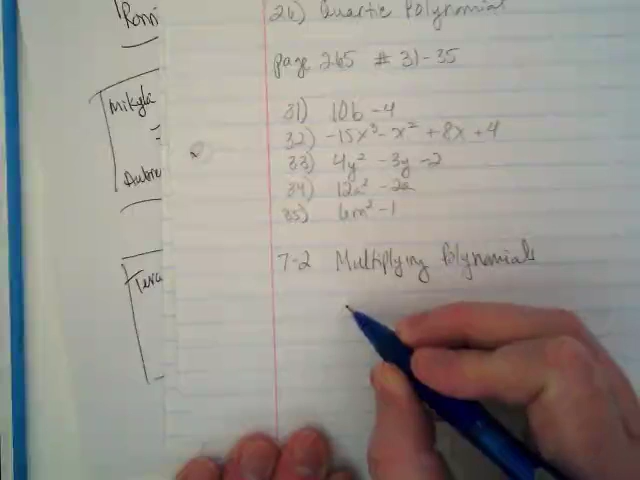 Ronni
26) Quartic Polynomial
page 265 # 31-35
Mikyla
31) 10b - 4
32) -15x³ - x² + 8x + 4
33) 4y² - 3y - 2
34) 12a² - 2a
35) 6m² - 1
7-2 Multiplying Polynomials